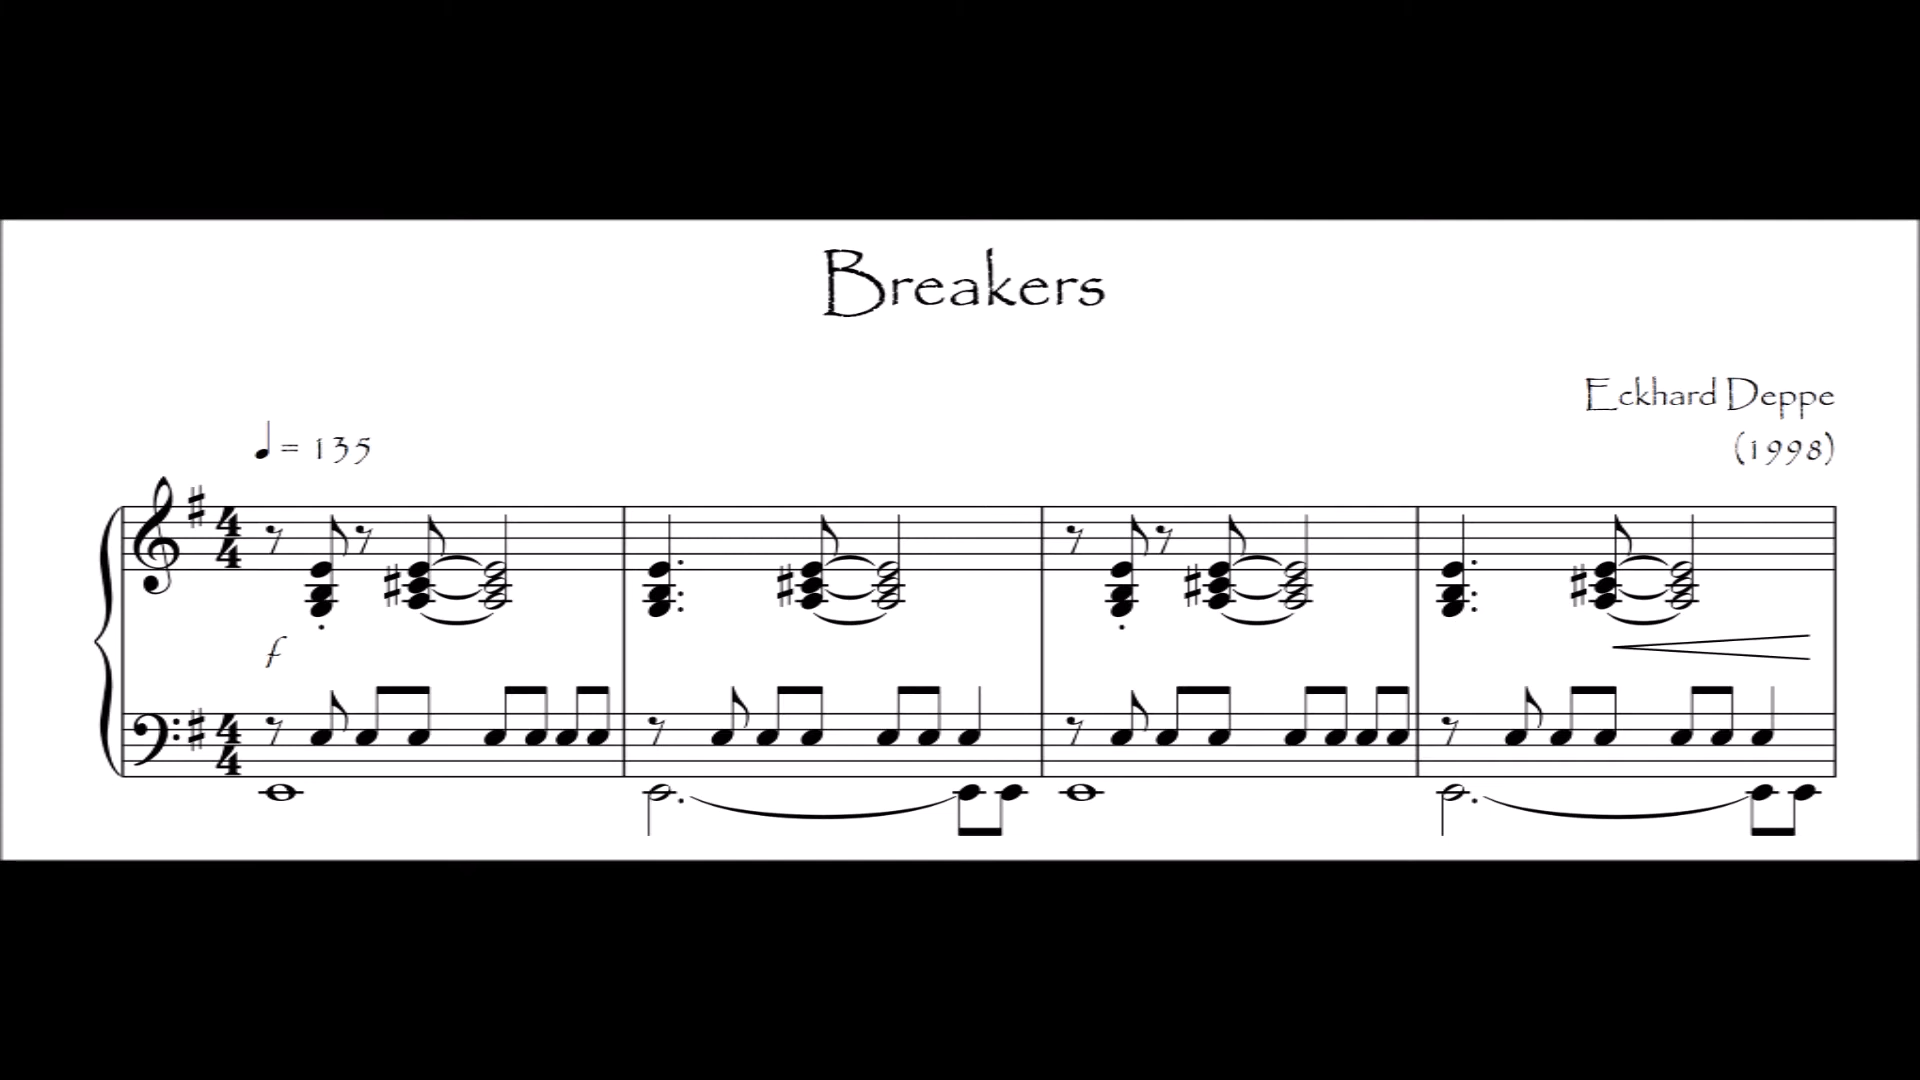 Breakers
Eckhard Deppe
♩ = 135
(1998)
4/4
f
4/4